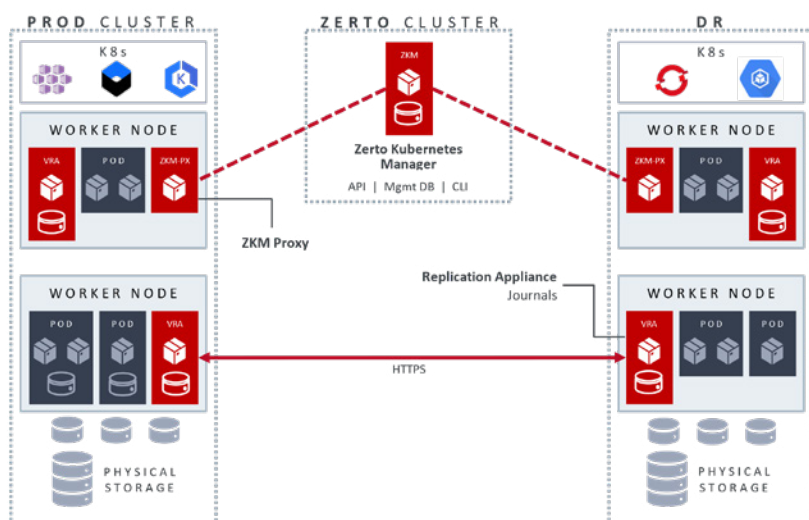 PROD CLUSTER
K8s
WORKER NODE
VRA
POD
ZKM-PX
ZKM Proxy
WORKER NODE
POD
POD
VRA
PHYSICAL
STORAGE
ZERTO CLUSTER
ZKM
Zerto Kubernetes
Manager
API | Mgmt DB | CLI
Replication Appliance
Journals
HTTPS
DR
K8s
WORKER NODE
ZKM-PX
POD
VRA
WORKER NODE
VRA
POD
POD
PHYSICAL
STORAGE